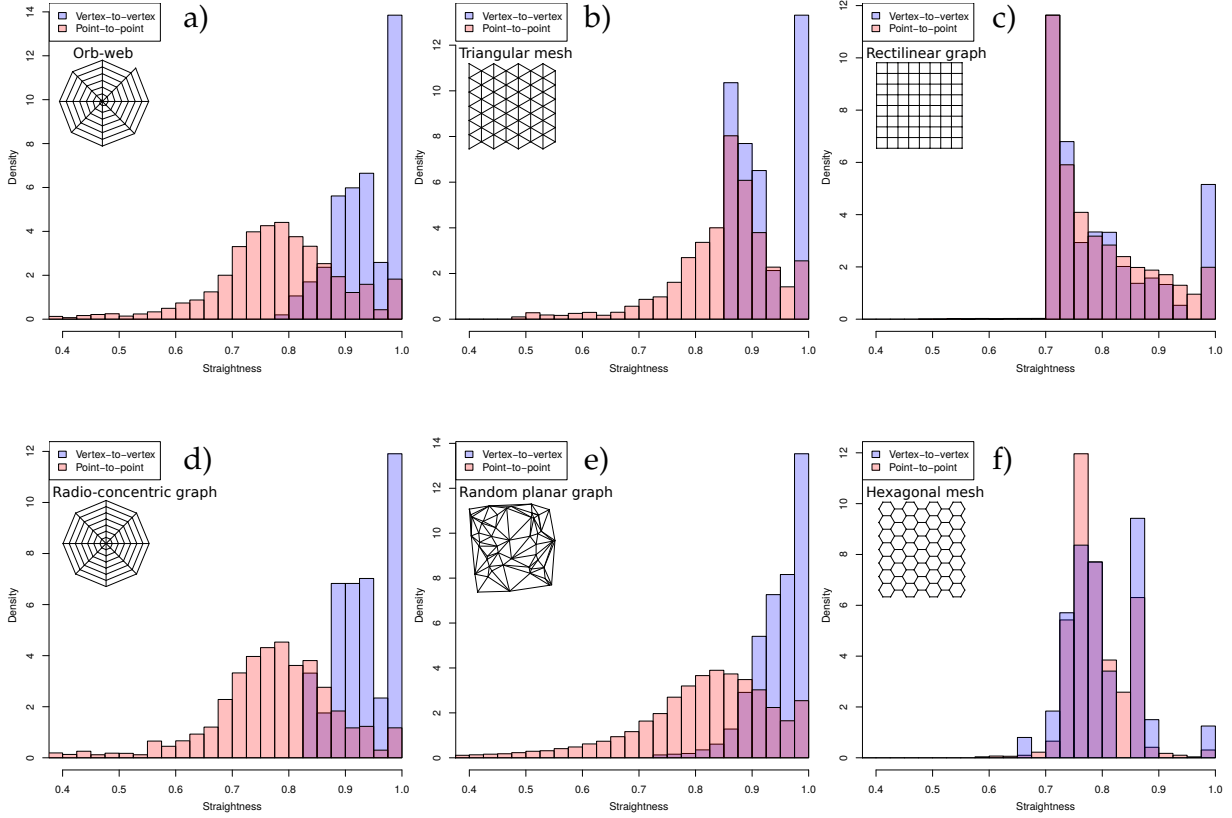 a)
Vertex-to-vertex
Point-to-point
Orb-web
Density
0 2 4 6 8 10 12 14
0.4 0.5 0.6 0.7 0.8 0.9 1.0
Straightness
b)
Vertex-to-vertex
Point-to-point
Triangular mesh
Density
0 2 4 6 8 10 12
0.4 0.5 0.6 0.7 0.8 0.9 1.0
Straightness
c)
Vertex-to-vertex
Point-to-point
Rectilinear graph
Density
0 2 4 6 8 10 12
0.4 0.5 0.6 0.7 0.8 0.9 1.0
Straightness
d)
Vertex-to-vertex
Point-to-point
Radio-concentric graph
Density
0 2 4 6 8 10 12
0.4 0.5 0.6 0.7 0.8 0.9 1.0
Straightness
e)
Vertex-to-vertex
Point-to-point
Random planar graph
Density
0 2 4 6 8 10 12 14
0.4 0.5 0.6 0.7 0.8 0.9 1.0
Straightness
f)
Vertex-to-vertex
Point-to-point
Hexagonal mesh
Density
0 2 4 6 8 10 12
0.4 0.5 0.6 0.7 0.8 0.9 1.0
Straightness